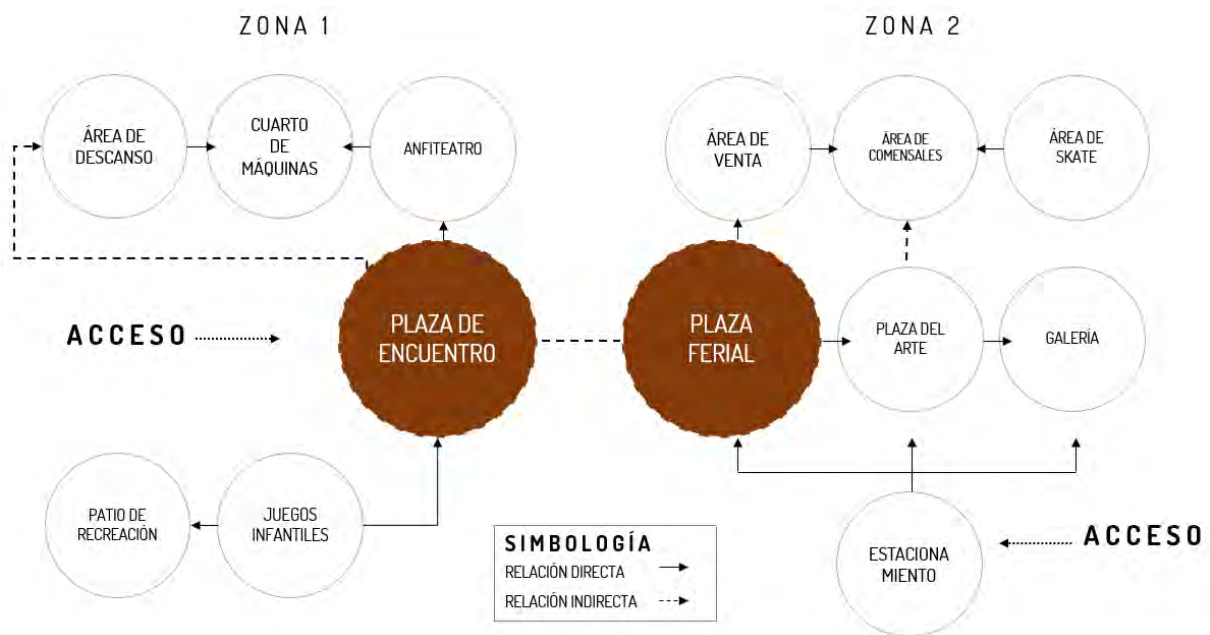 ZONA 1
ZONA 2
ÁREA DE
DESCANSO
CUARTO
DE
MÁQUINAS
ANFITEATRO
ÁREA DE
VENTA
ÁREA DE
COMENSALES
ÁREA DE
SKATE
ACCESO
PLAZA DE
ENCUENTRO
PLAZA
FERIAL
PLAZA DEL
ARTE
GALERÍA
PATIO DE
RECREACIÓN
JUEGOS
INFANTILES
SIMBOLOGÍA
RELACIÓN DIRECTA
RELACIÓN INDIRECTA
ESTACIONA
MIENTO
ACCESO